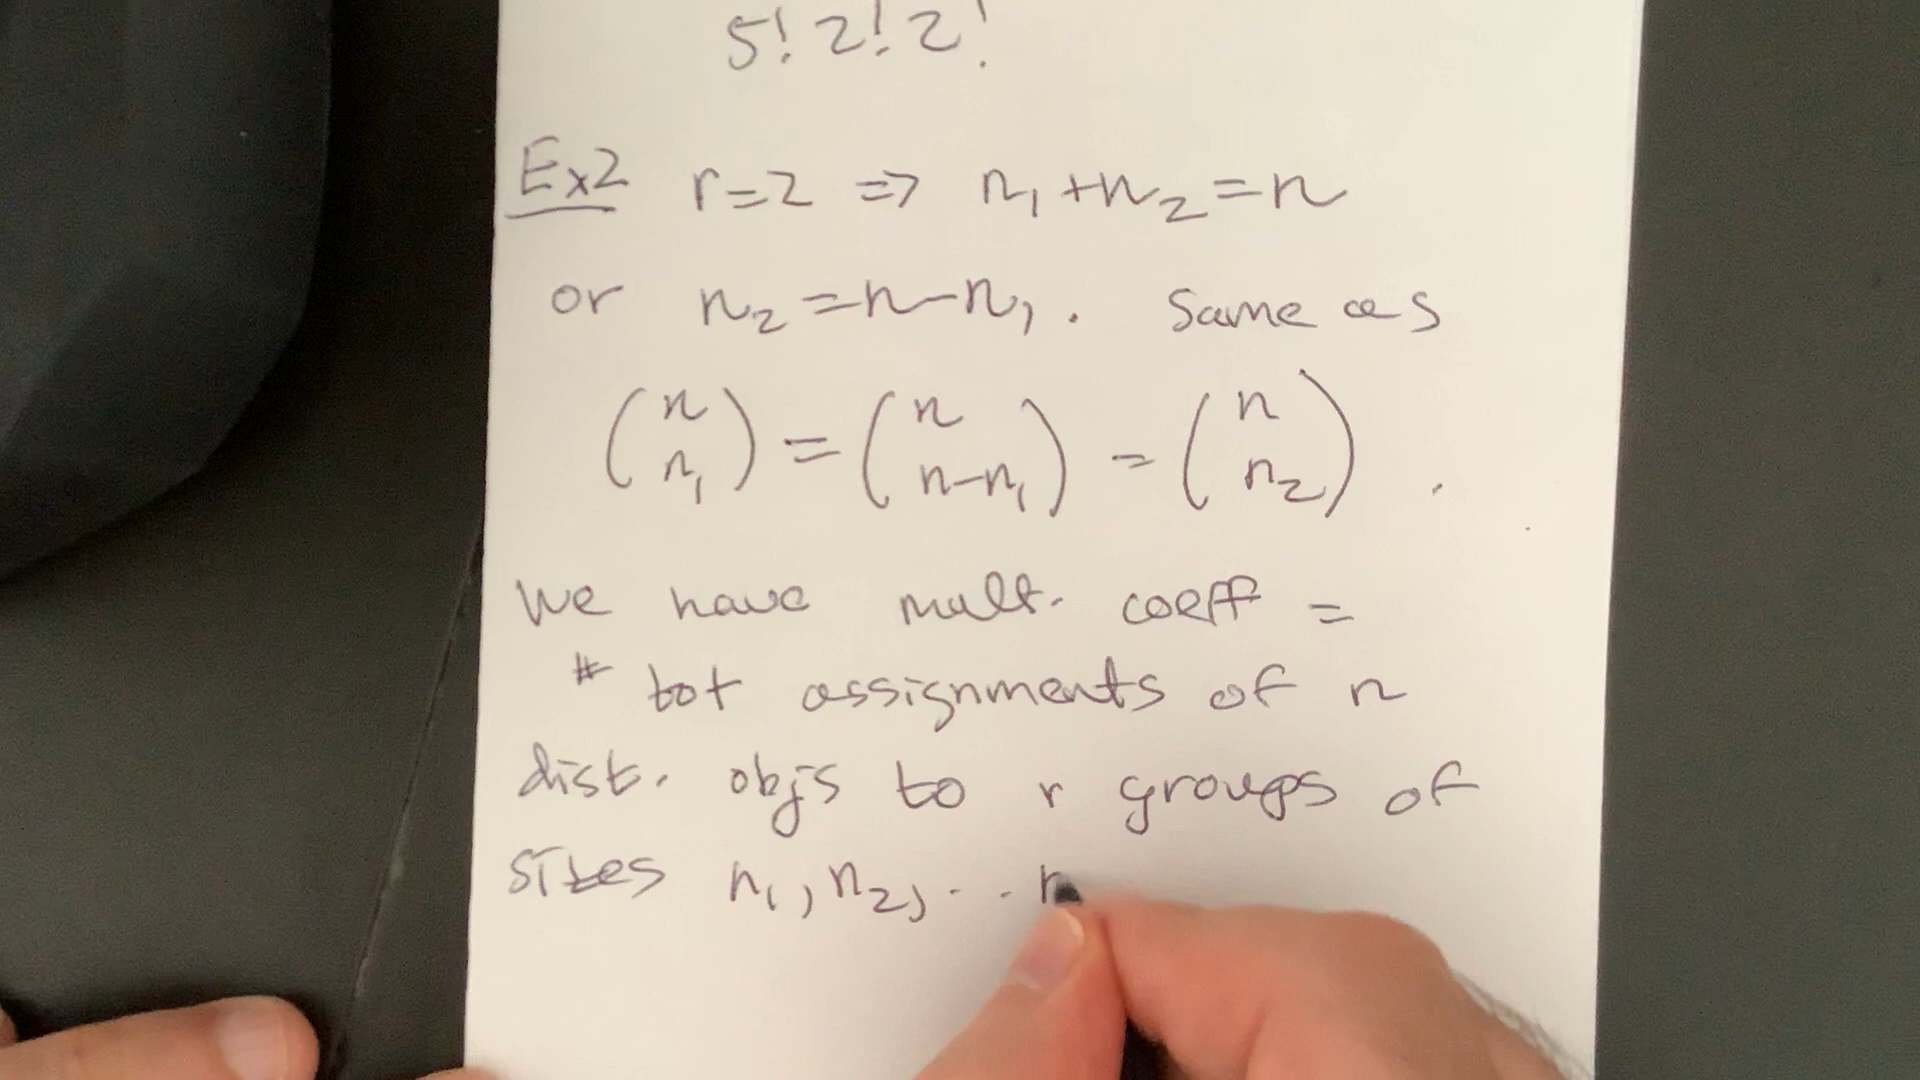 5! 2! 2!
Ex2 r=2 => n₁+n₂=n
or n₂=n-n₁. Same as
(n n₁) = (n n-n₁) = (n n₂).
We have mult. coeff =
# tot assignments of n
dist. objs to r groups of
sizes n₁, n₂, .. n